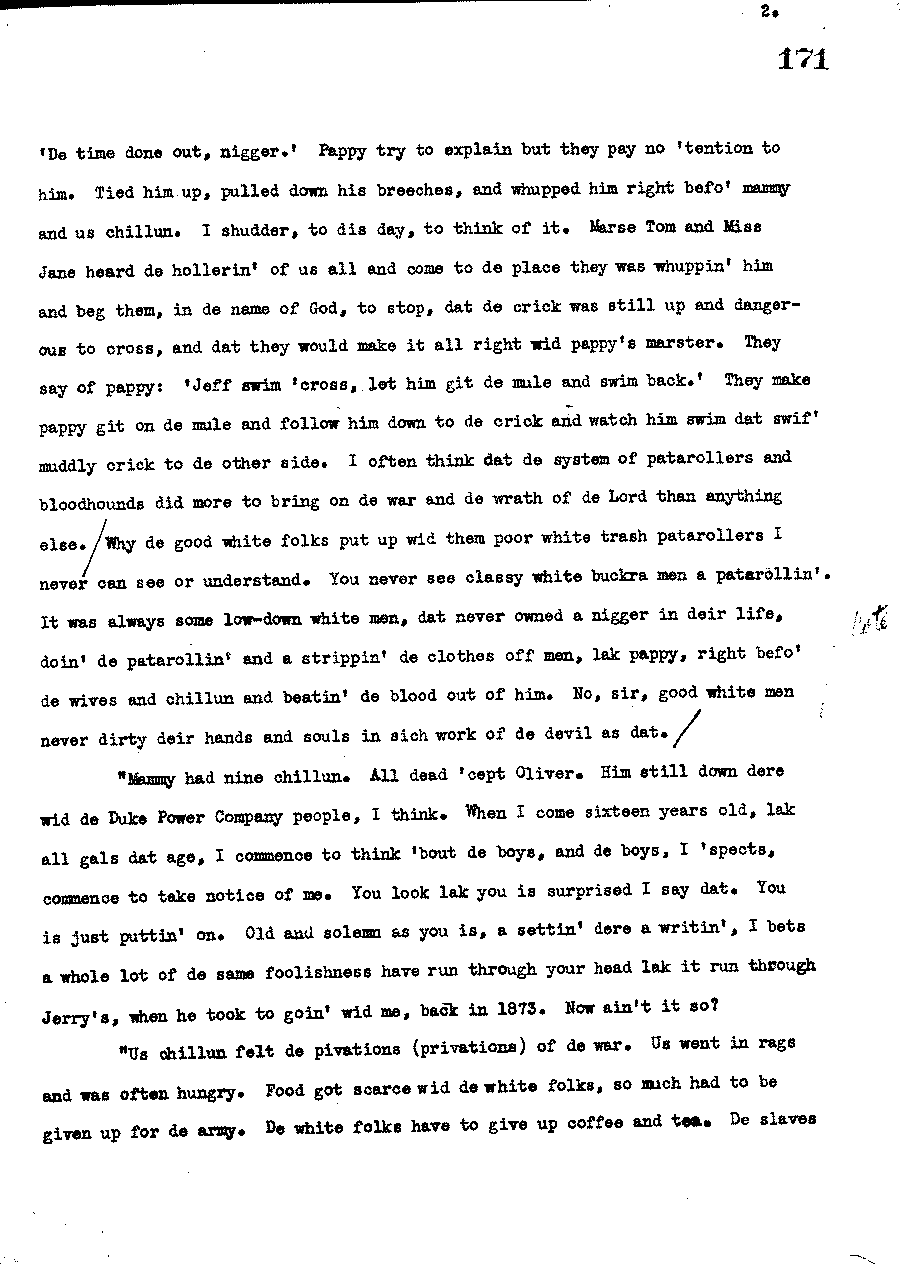 2.
171
'De time done out, nigger.' Pappy try to explain but they pay no 'tention to
him. Tied him up, pulled down his breeches, and whupped him right befo' mammy
and us chillun. I shudder, to dis day, to think of it. Marse Tom and Miss
Jane heard de hollerin' of us all and come to de place they was whuppin' him
and beg them, in de name of God, to stop, dat de crick was still up and danger-
ous to cross, and dat they would make it all right wid pappy's marster. They
say of pappy: 'Jeff swim 'cross, let him git de mule and swim back.' They make
pappy git on de mule and follow him down to de crick and watch him swim dat swif'
muddly crick to de other side. I often think dat de system of patarollers and
bloodhounds did more to bring on de war and de wrath of de Lord than anything
else. / Why de good white folks put up wid them poor white trash patarollers I
never can see or understand. You never see classy white buckra men a patarollin'.
It was always some low-down white men, dat never owned a nigger in deir life,
doin' de patarollin' and a strippin' de clothes off men, lak pappy, right befo'
de wives and chillun and beatin' de blood out of him. No, sir, good white men
never dirty deir hands and souls in sich work of de devil as dat. /
"Mammy had nine chillun. All dead 'cept Oliver. Him still down dere
wid de Duke Power Company people, I think. When I come sixteen years old, lak
all gals dat age, I commence to think 'bout de boys, and de boys, I 'spects,
commence to take notice of me. You look lak you is surprised I say dat. You
is just puttin' on. Old and solemn as you is, a settin' dere a writin', I bets
a whole lot of de same foolishness have run through your head lak it run through
Jerry's, when he took to goin' wid me, back in 1873. Now ain't it so?
"Us chillun felt de pivations (privations) of de war. Us went in rags
and was often hungry. Food got scarce wid de white folks, so much had to be
given up for de army. De white folks have to give up coffee and tea. De slaves